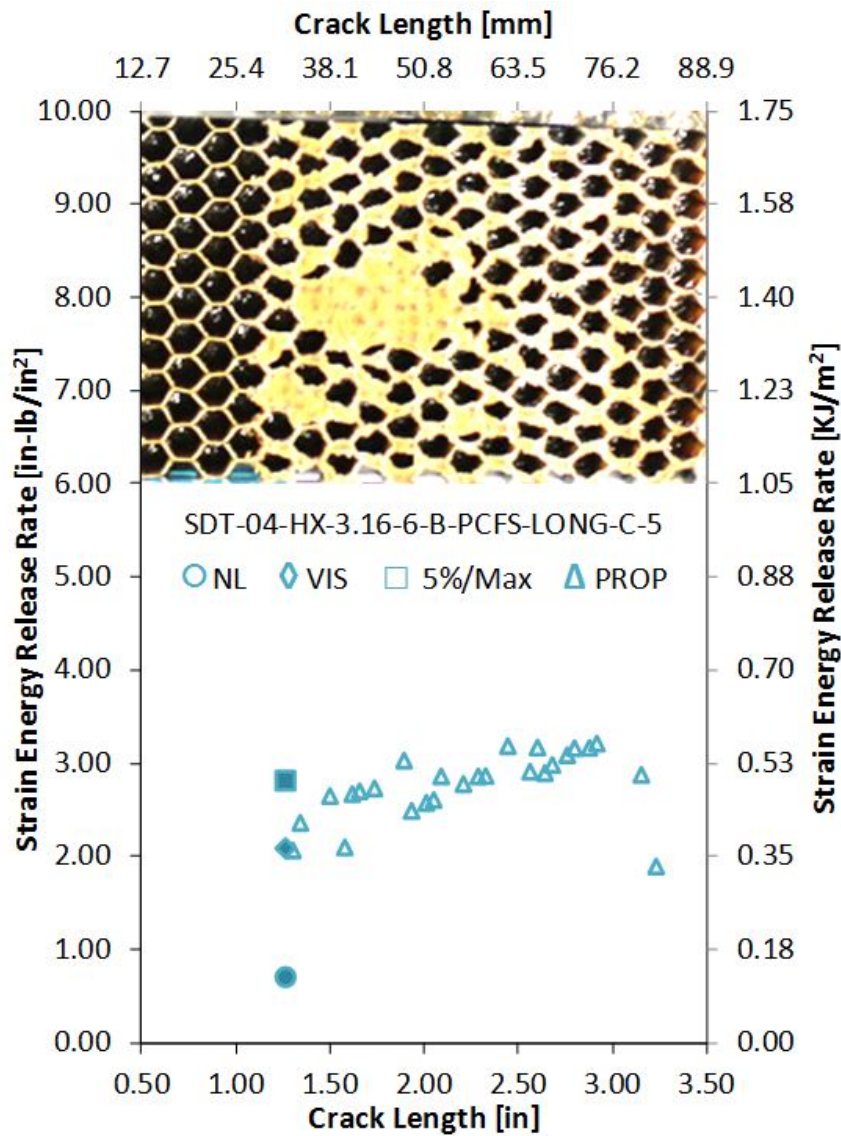 Crack Length [mm]
12.7 25.4 38.1 50.8 63.5 76.2 88.9
10.00 1.75
9.00 1.58
8.00 1.40
7.00 1.23
6.00 1.05
SDT-04-HX-3.16-6-B-PCFS-LONG-C-5
NL VIS 5%/Max PROP
5.00 0.88
4.00 0.70
3.00 0.53
2.00 0.35
1.00 0.18
0.00 0.00
Strain Energy Release Rate [in-lb/in²]
Strain Energy Release Rate [KJ/m²]
0.50 1.00 1.50 2.00 2.50 3.00 3.50
Crack Length [in]